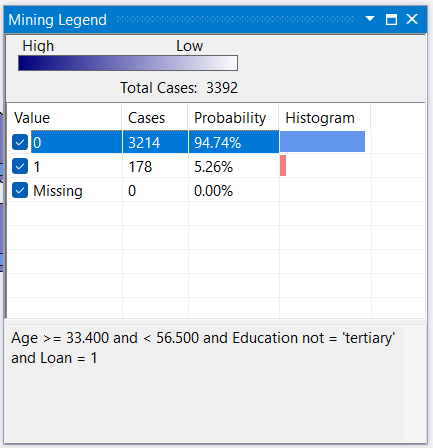 Mining Legend
High Low
Total Cases: 3392
Value Cases Probability Histogram
0 3214 94.74%
1 178 5.26%
Missing 0 0.00%
Age >= 33.400 and < 56.500 and Education not = 'tertiary'
and Loan = 1